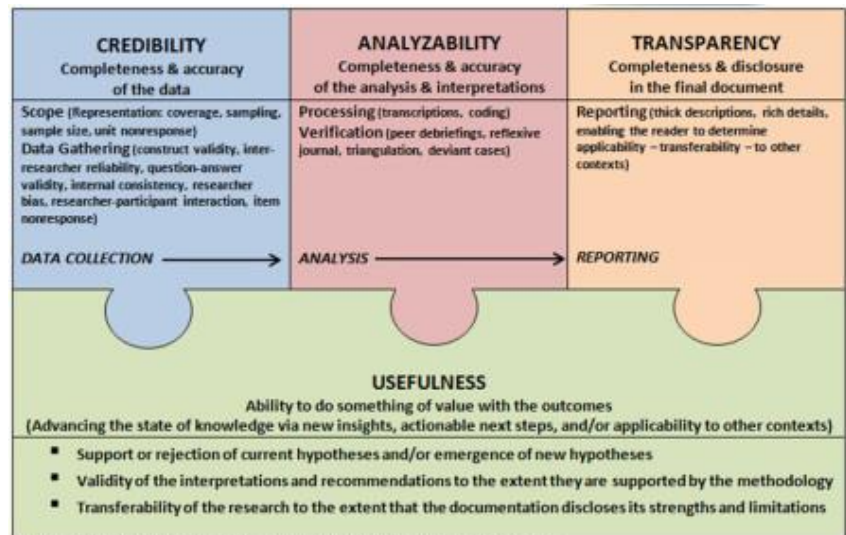 CREDIBILITY
Completeness & accuracy
of the data
Scope (Representation: coverage, sampling,
sample size, unit nonresponse)
Data Gathering (construct validity, inter-
researcher reliability, question-answer
validity, internal consistency, researcher
bias, researcher-participant interaction, item
nonresponse)
DATA COLLECTION
ANALYZABILITY
Completeness & accuracy
of the analysis & interpretations
Processing (transcriptions, coding)
Verification (peer debriefings, reflexive
journal, triangulation, deviant cases)
ANALYSIS
TRANSPARENCY
Completeness & disclosure
in the final document
Reporting (thick descriptions, rich details,
enabling the reader to determine
applicability – transferability – to other
contexts)
REPORTING
USEFULNESS
Ability to do something of value with the outcomes
(Advancing the state of knowledge via new insights, actionable next steps, and/or applicability to other contexts)
▪ Support or rejection of current hypotheses and/or emergence of new hypotheses
▪ Validity of the interpretations and recommendations to the extent they are supported by the methodology
▪ Transferability of the research to the extent that the documentation discloses its strengths and limitations